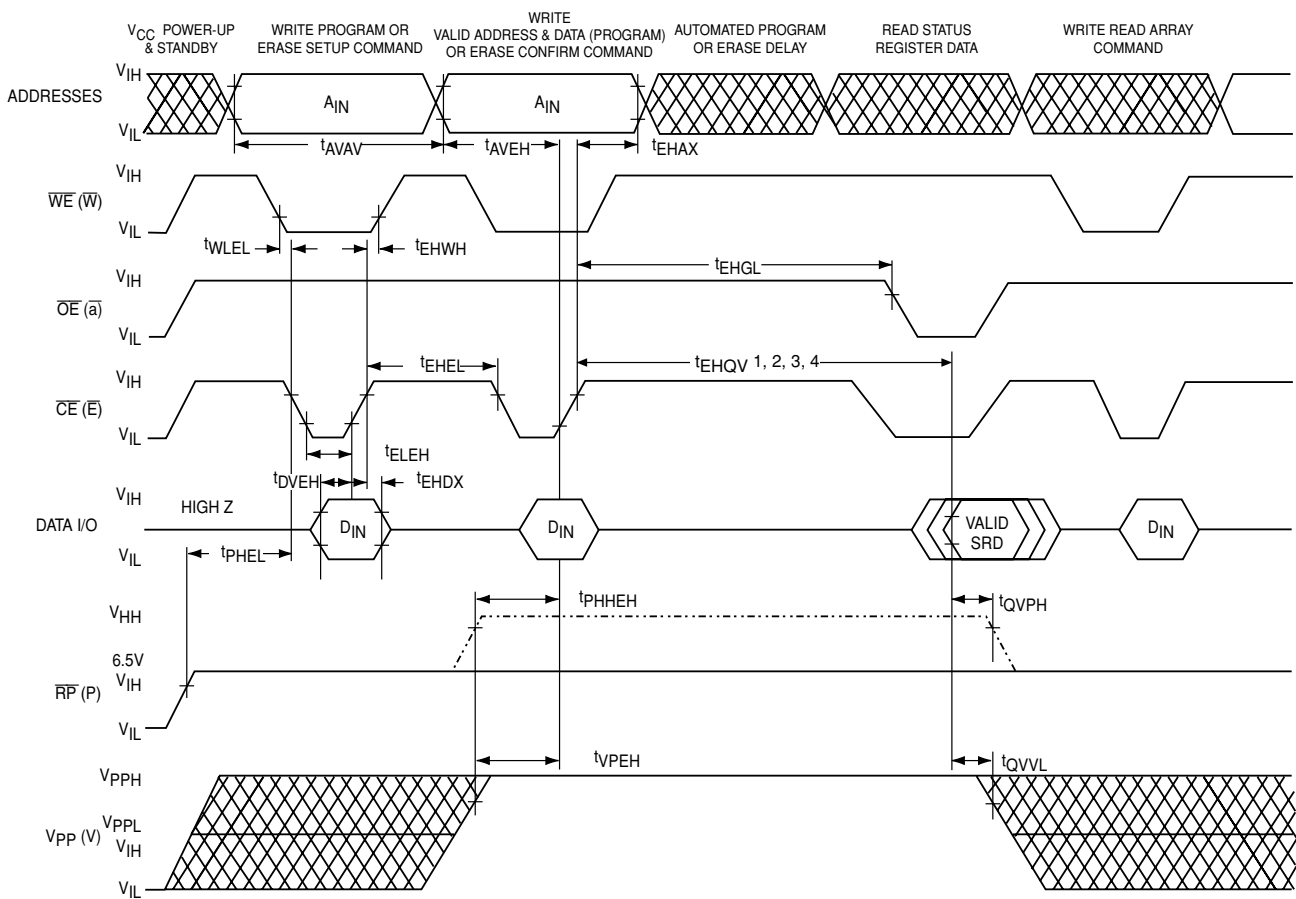 VCC POWER-UP
& STANDBY
WRITE PROGRAM OR
ERASE SETUP COMMAND
WRITE
VALID ADDRESS & DATA (PROGRAM)
OR ERASE CONFIRM COMMAND
AUTOMATED PROGRAM
OR ERASE DELAY
READ STATUS
REGISTER DATA
WRITE READ ARRAY
COMMAND
ADDRESSES
VIH
VIL
AIN
AIN
tAVAV
tAVEH
tEHAX
WE (W)
VIH
VIL
tWLEL
tEHWH
OE (a)
VIH
VIL
tEHGL
CE (E)
VIH
VIL
tEHEL
tEHQV 1, 2, 3, 4
tELEH
tDVEH
tEHDX
DATA I/O
VIH
VIL
HIGH Z
DIN
DIN
VALID
SRD
DIN
tPHEL
tPHHEH
tQVPH
VHH
6.5V
VIH
RP (P)
VIL
tVPEH
tQVVL
VPPH
VPPL
VPP (V)
VIH
VIL